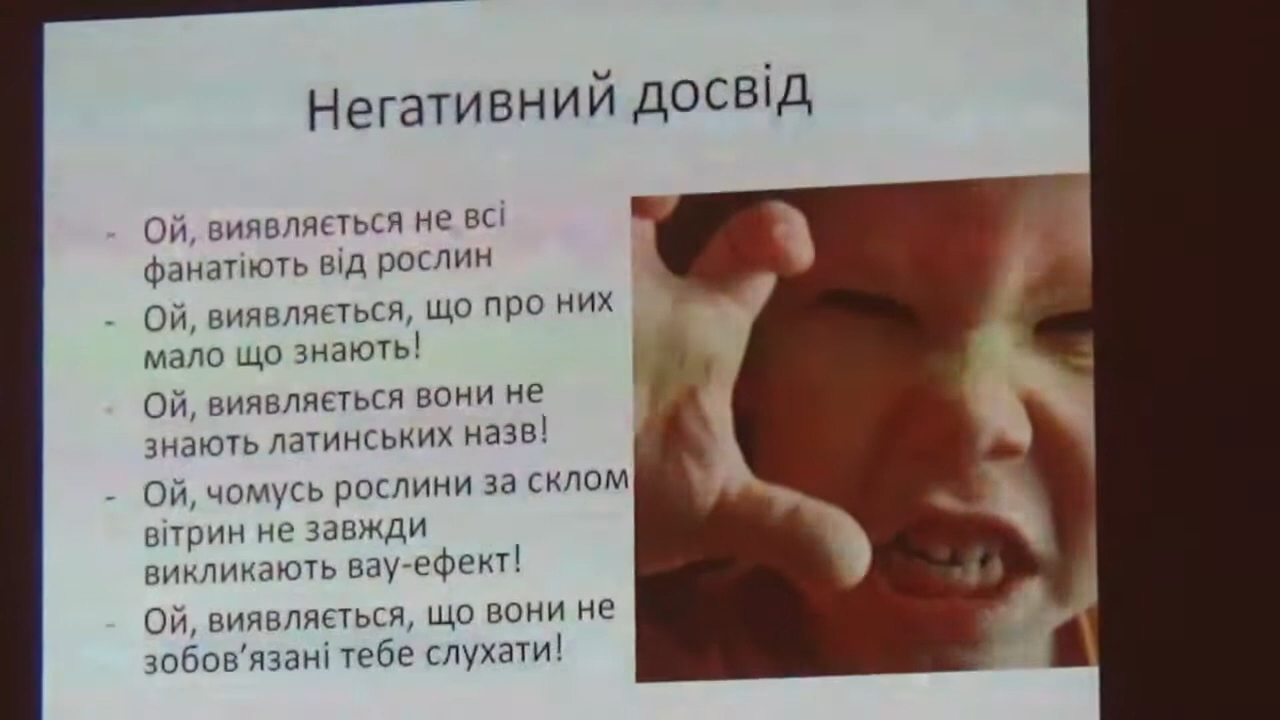 Негативний досвід
- Ой, виявляється не всі
фанатіють від рослин
- Ой, виявляється, що про них
мало що знають!
- Ой, виявляється вони не
знають латинських назв!
- Ой, чомусь рослини за склом
вітрин не завжди
викликають вау-ефект!
- Ой, виявляється, що вони не
зобов’язані тебе слухати!